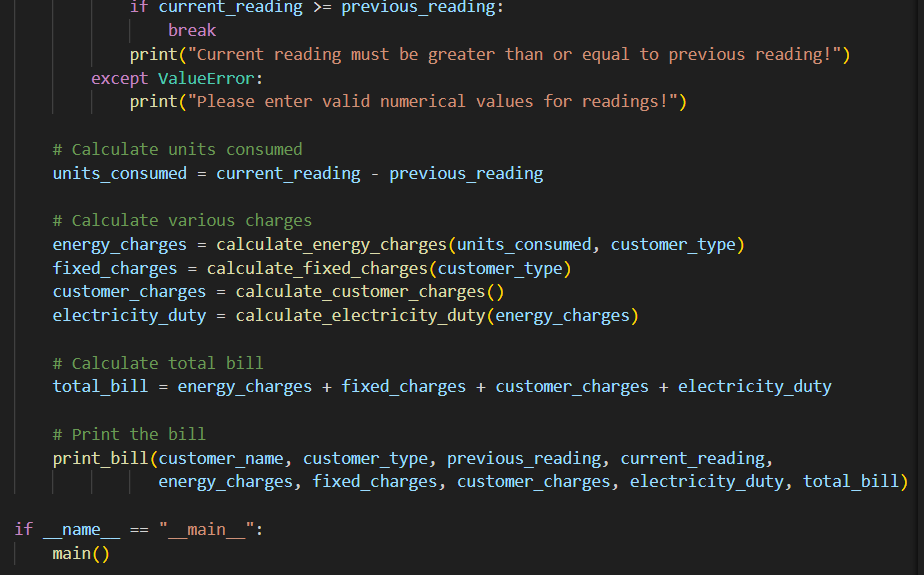 if current_reading >= previous_reading:
break
print("Current reading must be greater than or equal to previous reading!")
except ValueError:
print("Please enter valid numerical values for readings!")
# Calculate units consumed
units_consumed = current_reading - previous_reading
# Calculate various charges
energy_charges = calculate_energy_charges(units_consumed, customer_type)
fixed_charges = calculate_fixed_charges(customer_type)
customer_charges = calculate_customer_charges()
electricity_duty = calculate_electricity_duty(energy_charges)
# Calculate total bill
total_bill = energy_charges + fixed_charges + customer_charges + electricity_duty
# Print the bill
print_bill(customer_name, customer_type, previous_reading, current_reading,
energy_charges, fixed_charges, customer_charges, electricity_duty, total_bill)
if __name__ == "__main__":
main()